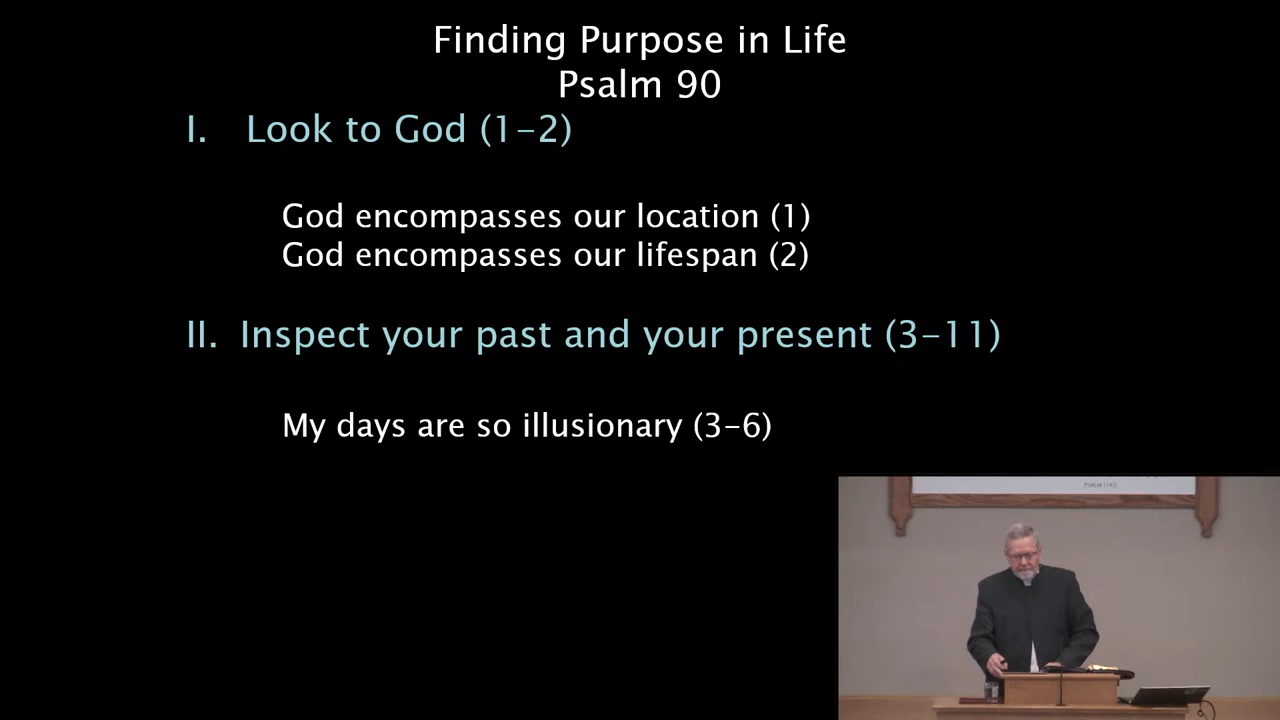 Finding Purpose in Life
Psalm 90
I. Look to God (1-2)
God encompasses our location (1)
God encompasses our lifespan (2)
II. Inspect your past and your present (3-11)
My days are so illusionary (3-6)